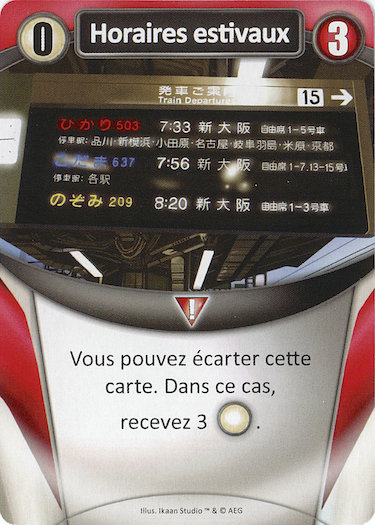 0 Horaires estivaux 3
発車ご案内
Train Departures 15 →
ひかり 503 7:33 新大阪 自由席 1-5号車
停車駅: 品川・新横浜・小田原・名古屋・岐阜羽島・米原・京都
こだま 637 7:56 新大阪 自由席 1-7.13-15号車
停車駅: 各駅
のぞみ 209 8:20 新大阪 自由席 1-3号車
!
Vous pouvez écarter cette
carte. Dans ce cas,
recevez 3 .
Illus. Ikaan Studio ™ & © AEG